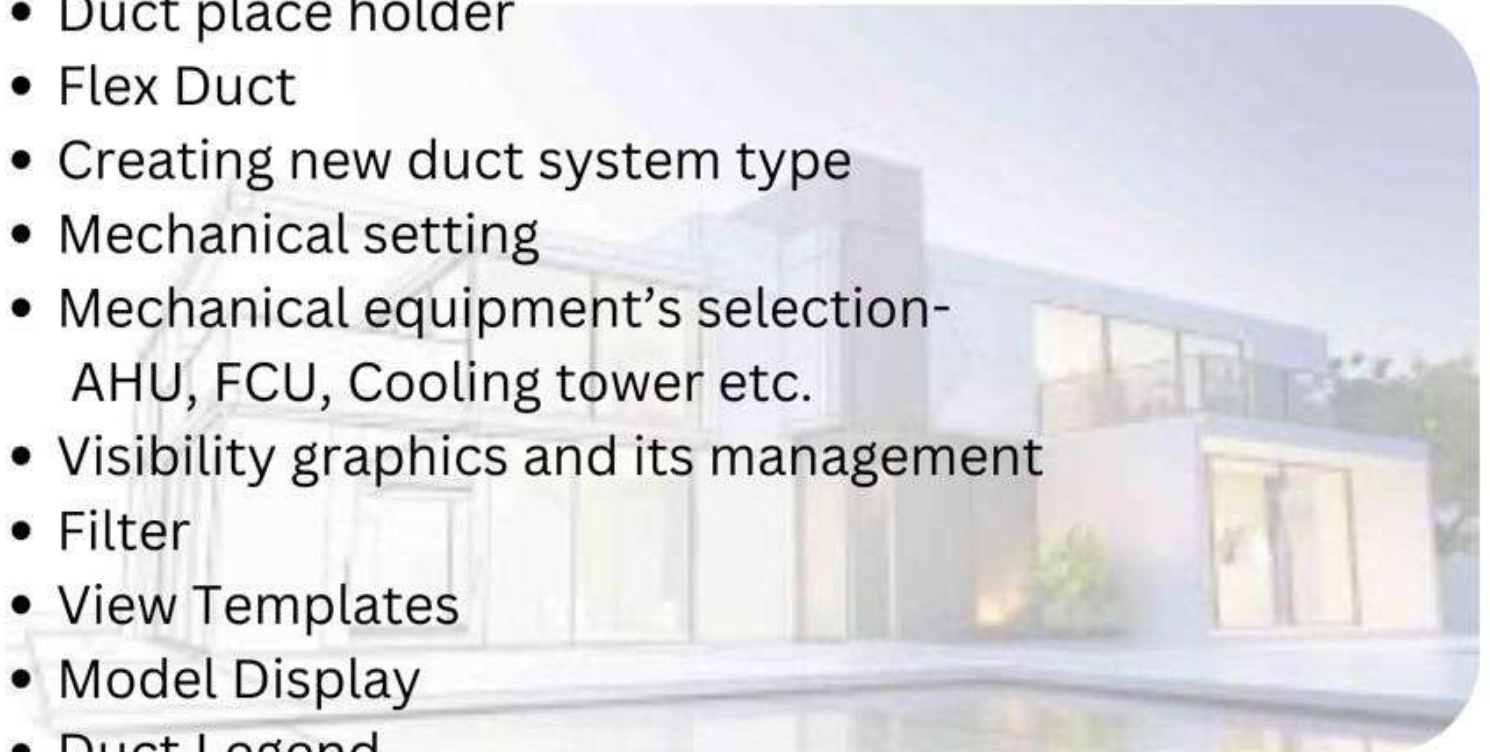 • Duct place holder
• Flex Duct
• Creating new duct system type
• Mechanical setting
• Mechanical equipment’s selection-
AHU, FCU, Cooling tower etc.
• Visibility graphics and its management
• Filter
• View Templates
• Model Display
• Duct Legend